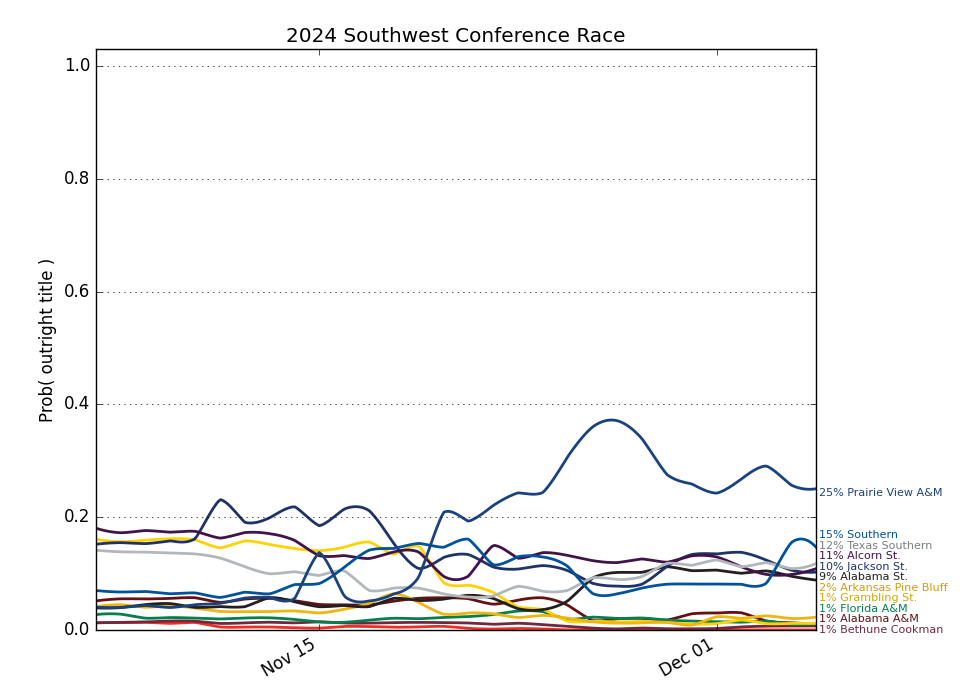 2024 Southwest Conference Race
Prob( outright title )
1.0
0.8
0.6
0.4
0.2
0.0
Nov 15
Dec 01
25% Prairie View A&M
15% Southern
12% Texas Southern
11% Alcorn St.
10% Jackson St.
9% Alabama St.
2% Arkansas Pine Bluff
1% Grambling St.
1% Florida A&M
1% Alabama A&M
1% Bethune Cookman